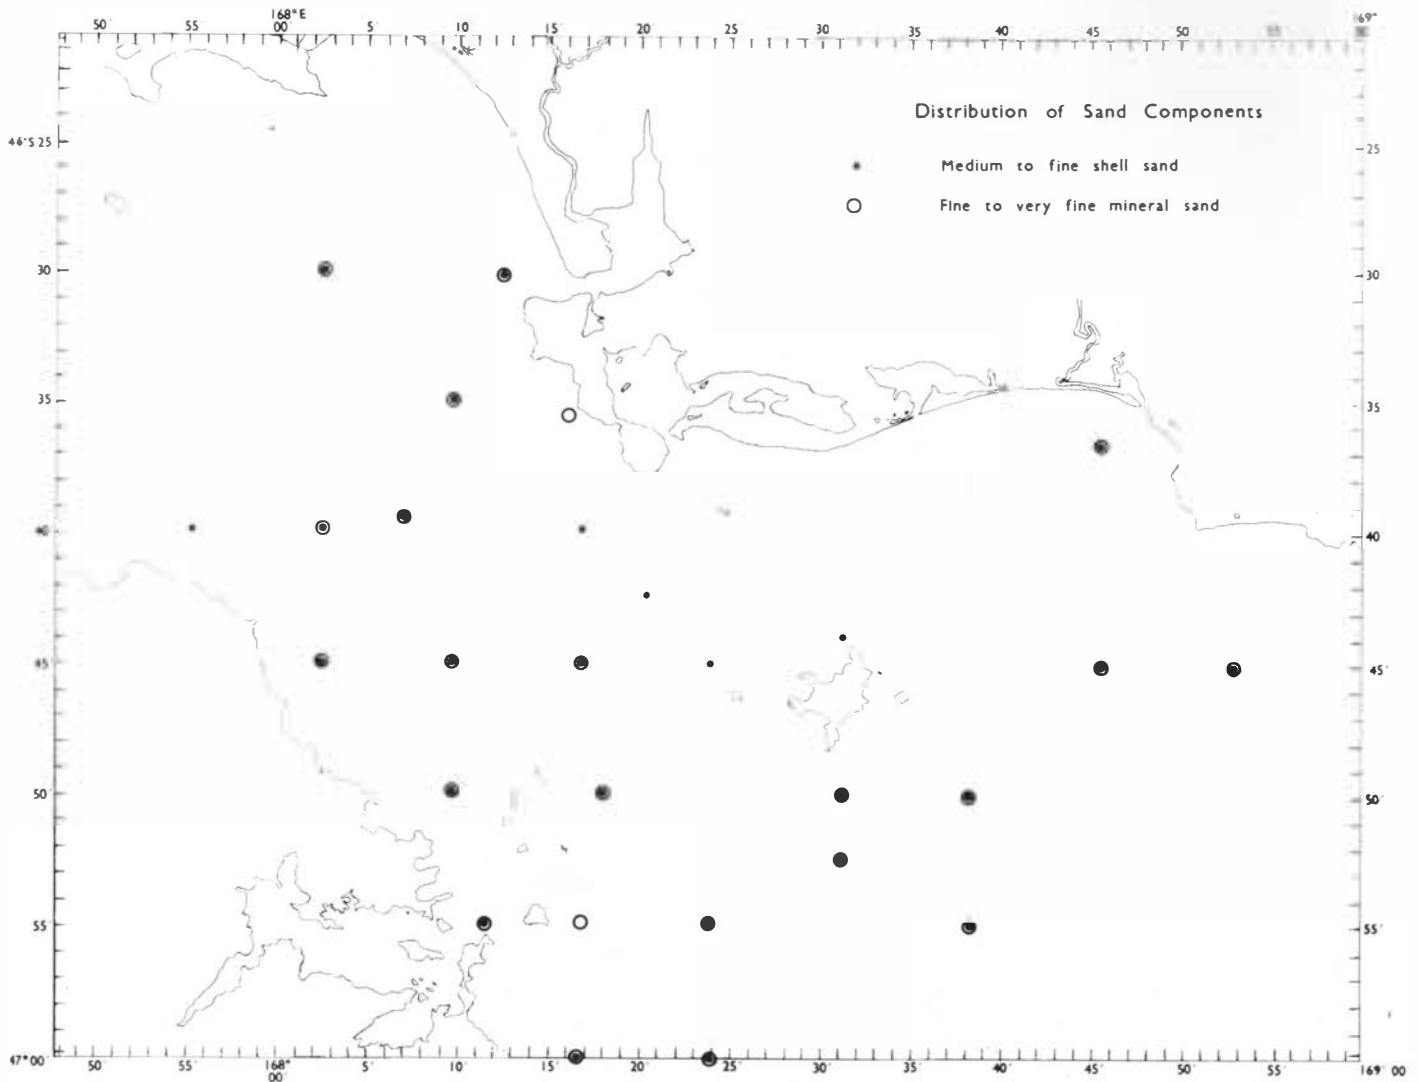 168°E 169°
50 55 00 5' 10 15 20 25 30 35 40 45 50 55
Distribution of Sand Components
46°S 25 25
Medium to fine shell sand
Fine to very fine mineral sand
30 30
35 35
40 40
45' 45'
50' 50'
55' 55'
47°00' 169°00
50 55' 168° 5' 10' 15' 20' 25' 30' 35' 40' 45' 50' 55'
00'